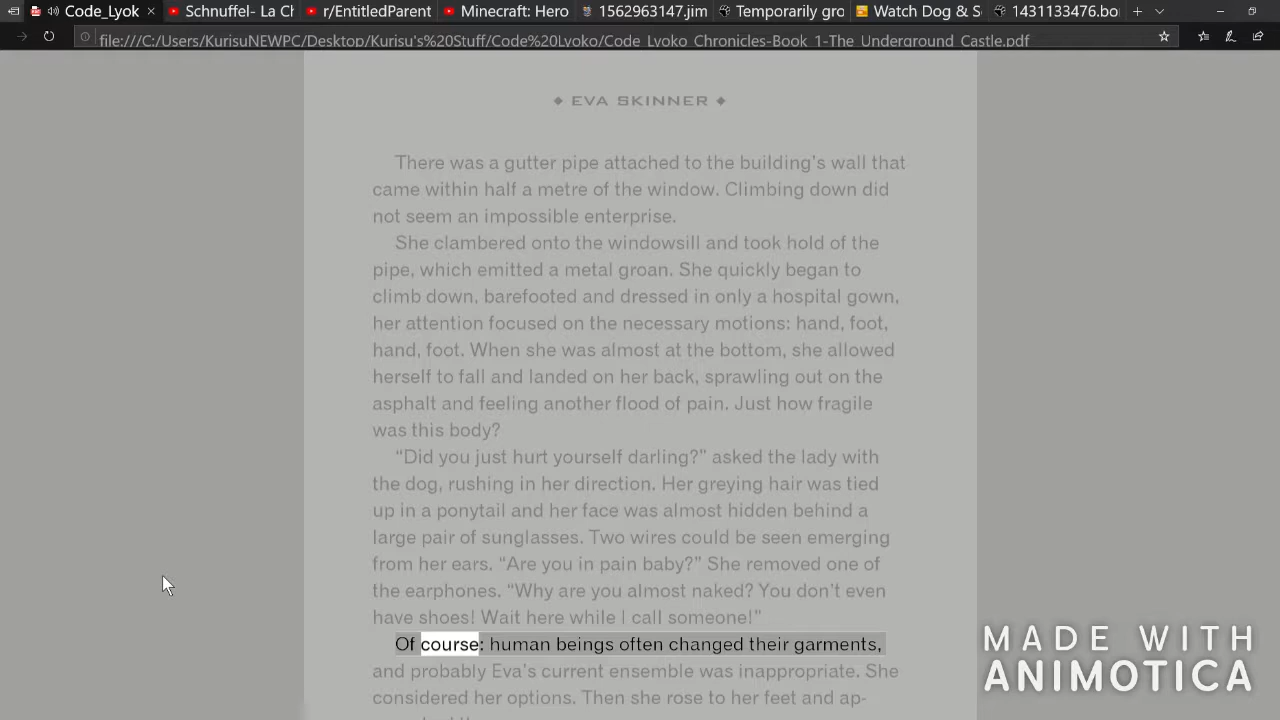 Code_Lyok
Schnuffel- La Ch
r/EntitledParent
Minecraft: Hero
1562963147.jim
Temporarily gro
Watch Dog & S
1431133476.bo
file:///C:/Users/KurisuNEWPC/Desktop/Kurisu's%20Stuff/Code%20Lyoko/Code_Lyoko_Chronicles-Book_1-The_Underground_Castle.pdf
◆ EVA SKINNER ◆
There was a gutter pipe attached to the building's wall that
came within half a metre of the window. Climbing down did
not seem an impossible enterprise.
She clambered onto the windowsill and took hold of the
pipe, which emitted a metal groan. She quickly began to
climb down, barefooted and dressed in only a hospital gown,
her attention focused on the necessary motions: hand, foot,
hand, foot. When she was almost at the bottom, she allowed
herself to fall and landed on her back, sprawling out on the
asphalt and feeling another flood of pain. Just how fragile
was this body?
“Did you just hurt yourself darling?” asked the lady with
the dog, rushing in her direction. Her greying hair was tied
up in a ponytail and her face was almost hidden behind a
large pair of sunglasses. Two wires could be seen emerging
from her ears. “Are you in pain baby?” She removed one of
the earphones. “Why are you almost naked? You don't even
have shoes! Wait here while I call someone!”
Of course: human beings often changed their garments,
and probably Eva's current ensemble was inappropriate. She
considered her options. Then she rose to her feet and ap-
MADE WITH
ANIMOTICA